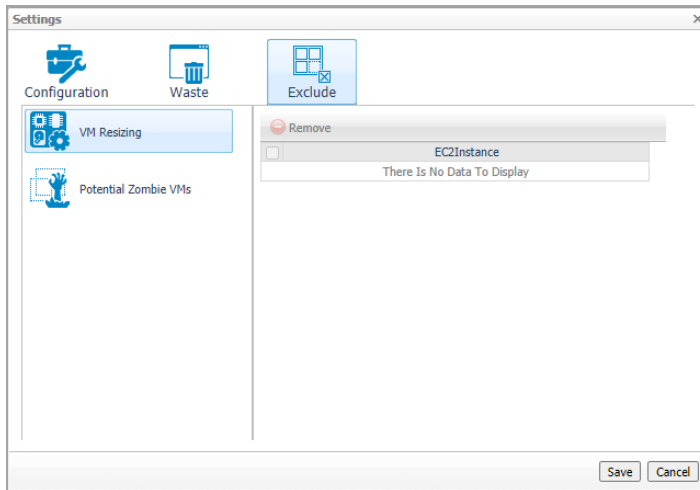 Settings
Configuration
Waste
Exclude
VM Resizing
Potential Zombie VMs
Remove
EC2Instance
There Is No Data To Display
Save
Cancel